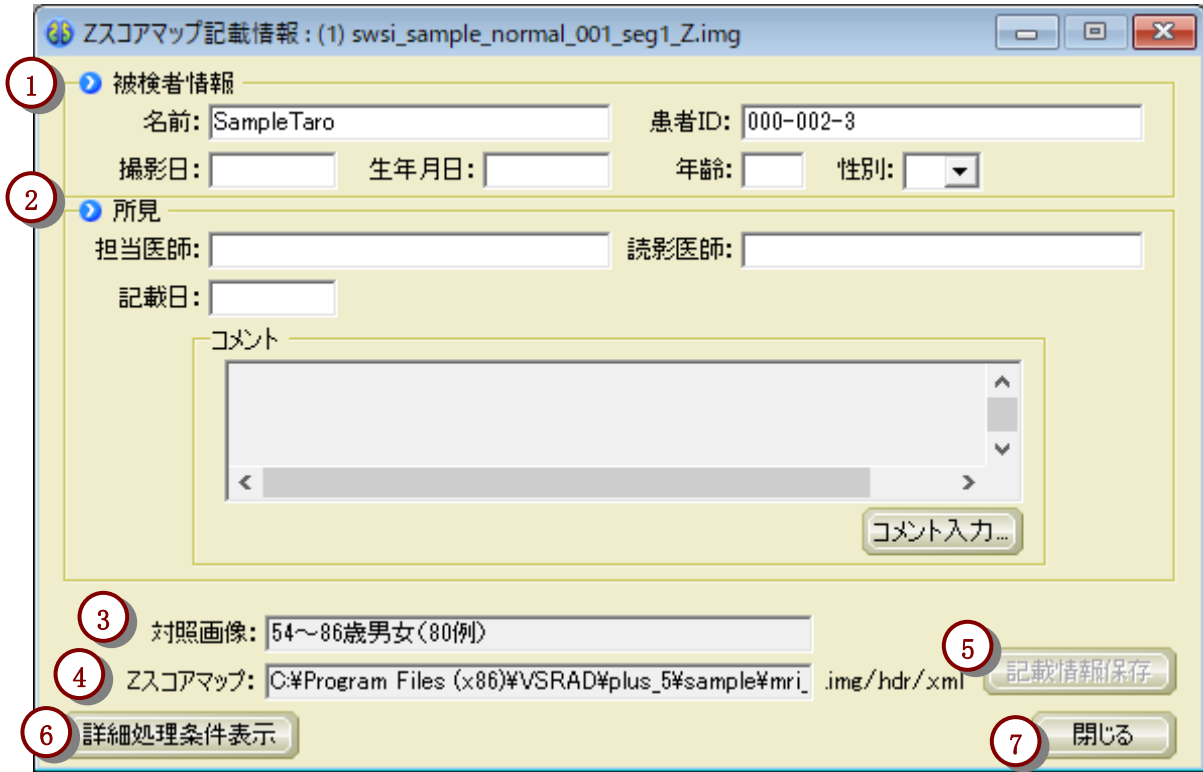 Zスコアマップ記載情報 : (1) swsi_sample_normal_001_seg1_Z.img
1 被検者情報
名前: SampleTaro 患者ID: 000-002-3
撮影日: 生年月日: 年齢: 性別:
2 所見
担当医師: 読影医師:
記載日:
コメント
コメント入力...
3 対照画像: 54～86歳男女(80例)
4 Zスコアマップ: C:¥Program Files (x86)¥VSRAD¥plus_5¥sample¥mri_ .img/hdr/xml
5 記載情報保存
6 詳細処理条件表示
7 閉じる